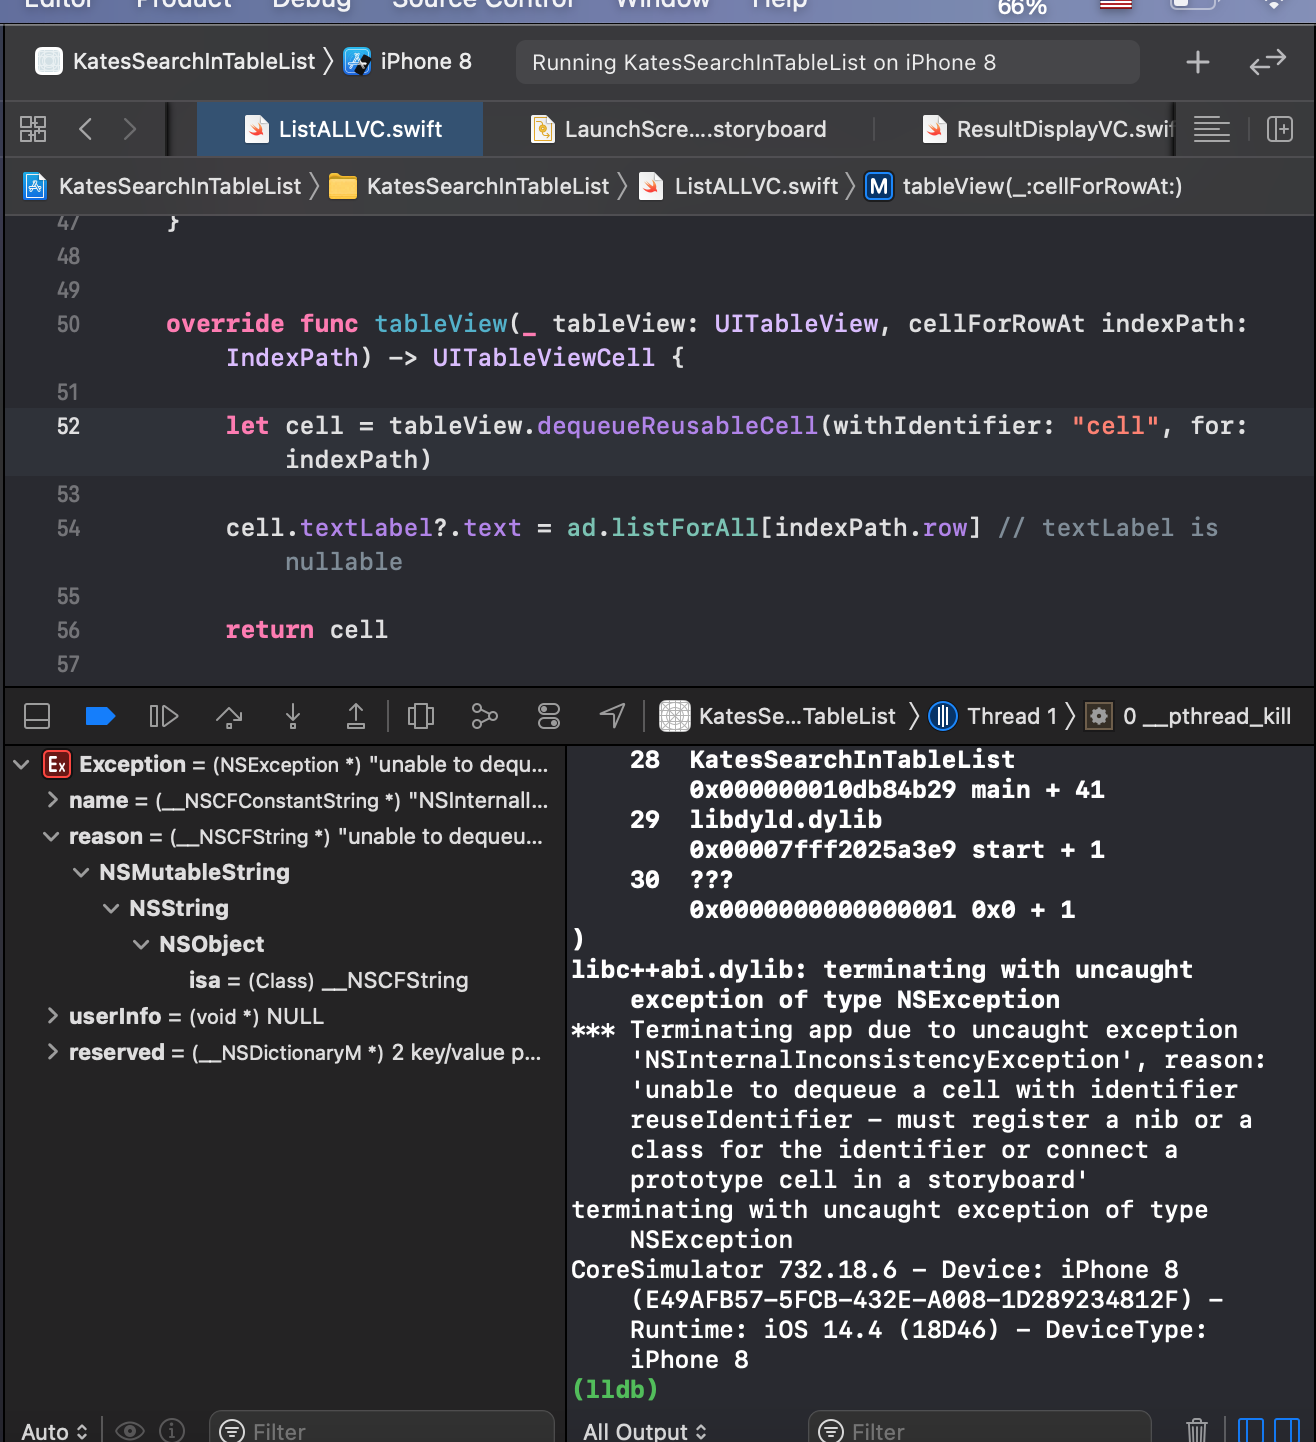 Editor Product Debug Source Control Window Help 66%
KatesSearchInTableList 〉 iPhone 8 Running KatesSearchInTableList on iPhone 8
ListALLVC.swift LaunchScre....storyboard ResultDisplayVC.swif
KatesSearchInTableList 〉 KatesSearchInTableList 〉 ListALLVC.swift 〉 M tableView(_:cellForRowAt:)
47 }
48
49
50 override func tableView(_ tableView: UITableView, cellForRowAt indexPath:
IndexPath) -> UITableViewCell {
51
52 let cell = tableView.dequeueReusableCell(withIdentifier: "cell", for:
indexPath)
53
54 cell.textLabel?.text = ad.listForAll[indexPath.row] // textLabel is
nullable
55
56 return cell
57
KatesSe...TableList 〉 Thread 1 〉 0 __pthread_kill
Ex Exception = (NSException *) "unable to dequ...
name = (__NSCFConstantString *) "NSInternalI...
reason = (__NSCFString *) "unable to dequeu...
NSMutableString
NSString
NSObject
isa = (Class) __NSCFString
userInfo = (void *) NULL
reserved = (__NSDictionaryM *) 2 key/value p...
Auto Filter
28 KatesSearchInTableList
0x000000010db84b29 main + 41
29 libdyld.dylib
0x00007fff2025a3e9 start + 1
30 ???
0x0000000000000001 0x0 + 1
)
libc++abi.dylib: terminating with uncaught
exception of type NSException
*** Terminating app due to uncaught exception
'NSInternalInconsistencyException', reason:
'unable to dequeue a cell with identifier
reuseIdentifier - must register a nib or a
class for the identifier or connect a
prototype cell in a storyboard'
terminating with uncaught exception of type
NSException
CoreSimulator 732.18.6 - Device: iPhone 8
(E49AFB57-5FCB-432E-A008-1D289234812F) -
Runtime: iOS 14.4 (18D46) - DeviceType:
iPhone 8
(lldb)
All Output Filter